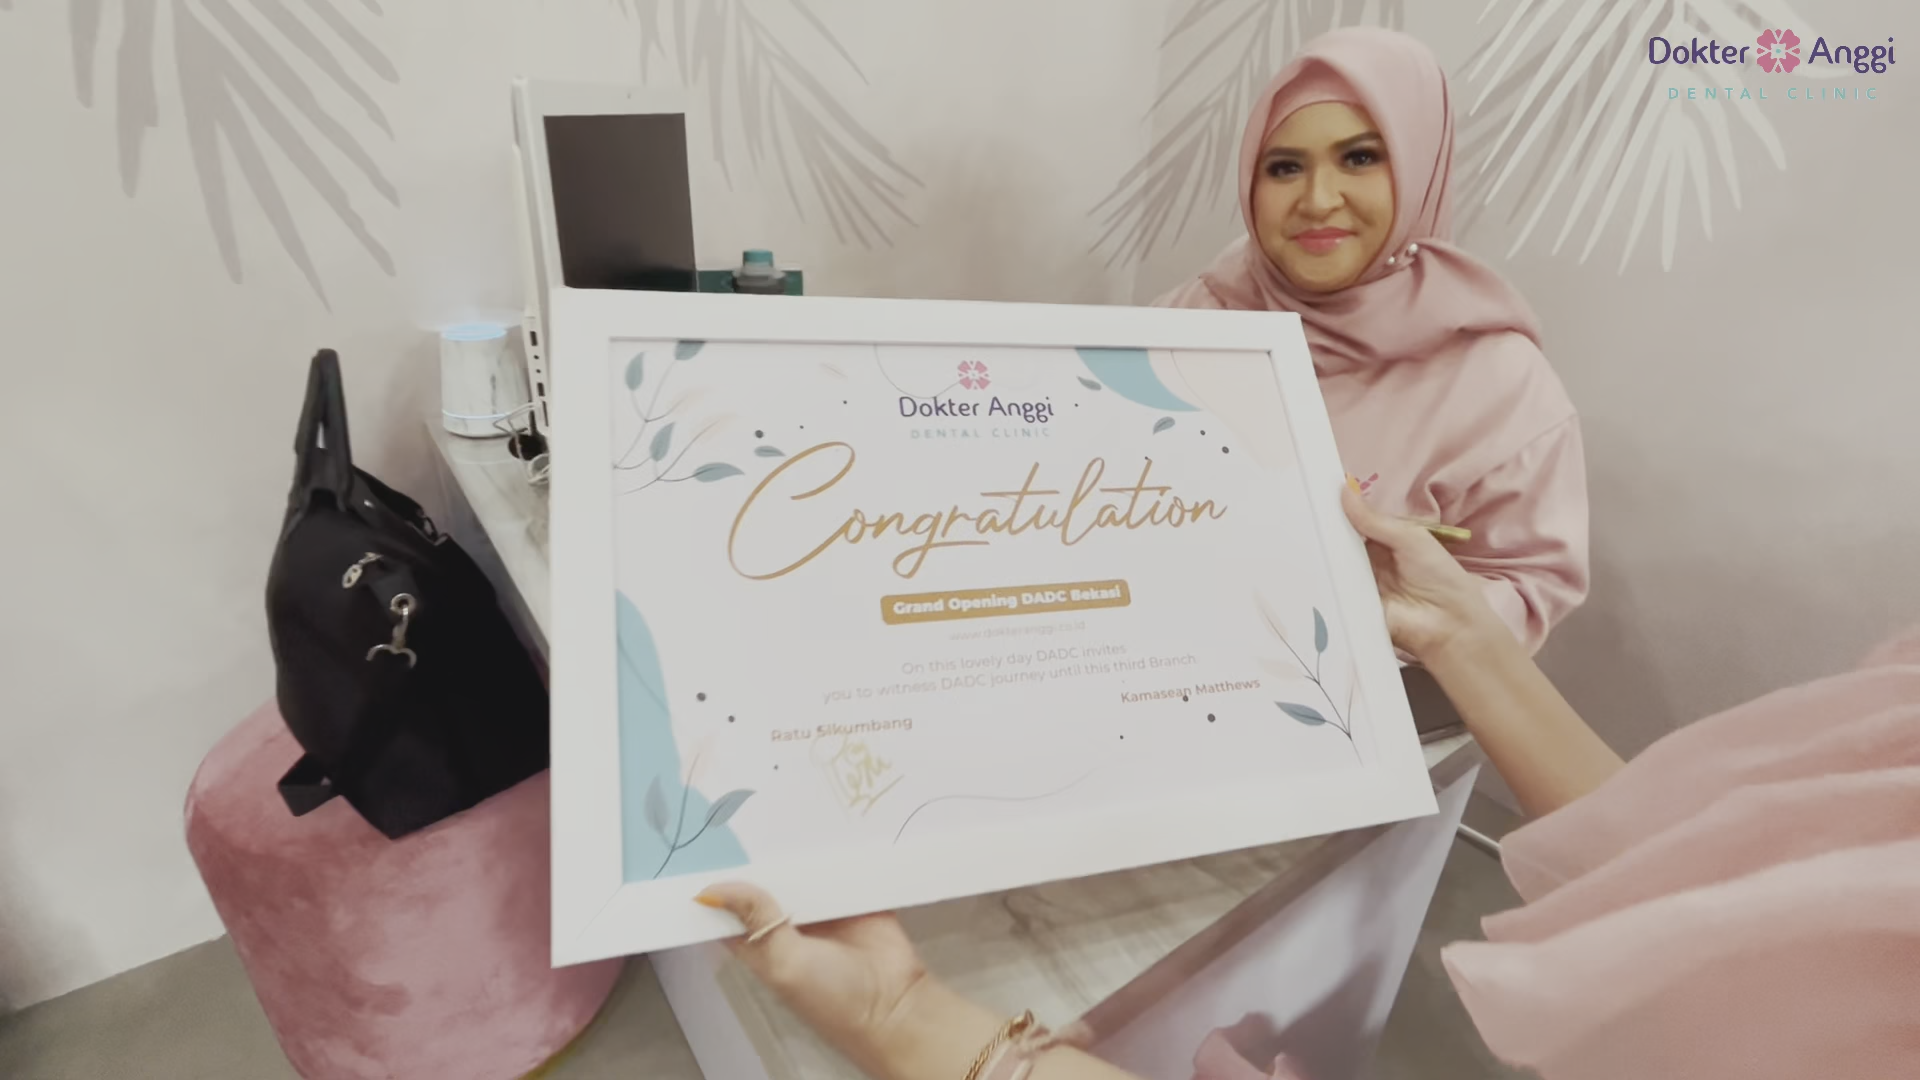 Dokter Anggi
DENTAL CLINIC
Dokter Anggi
DENTAL CLINIC
Congratulation
Grand Opening DADC Bekasi
www.dokteranggi.co.id
On this lovely day DADC invites
you to witness DADC journey until this third Branch
Kamasean Matthews
Ratu Sikumbang